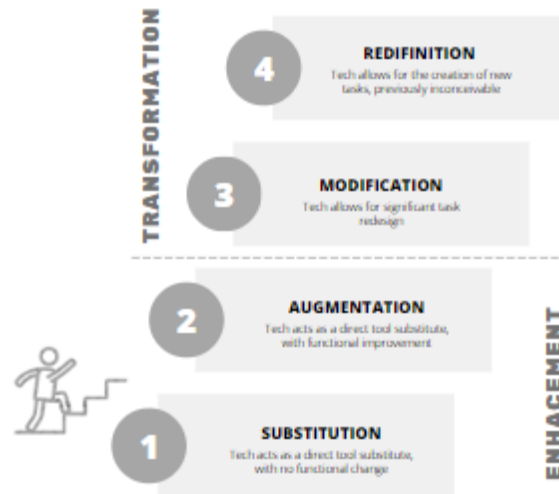 TRANSFORMATION
4
REDIFINITION
Tech allows for the creation of new
tasks, previously inconceivable
3
MODIFICATION
Tech allows for significant task
redesign
2
AUGMENTATION
Tech acts as a direct tool substitute,
with functional improvement
1
SUBSTITUTION
Tech acts as a direct tool substitute,
with no functional change
ENHACEMENT